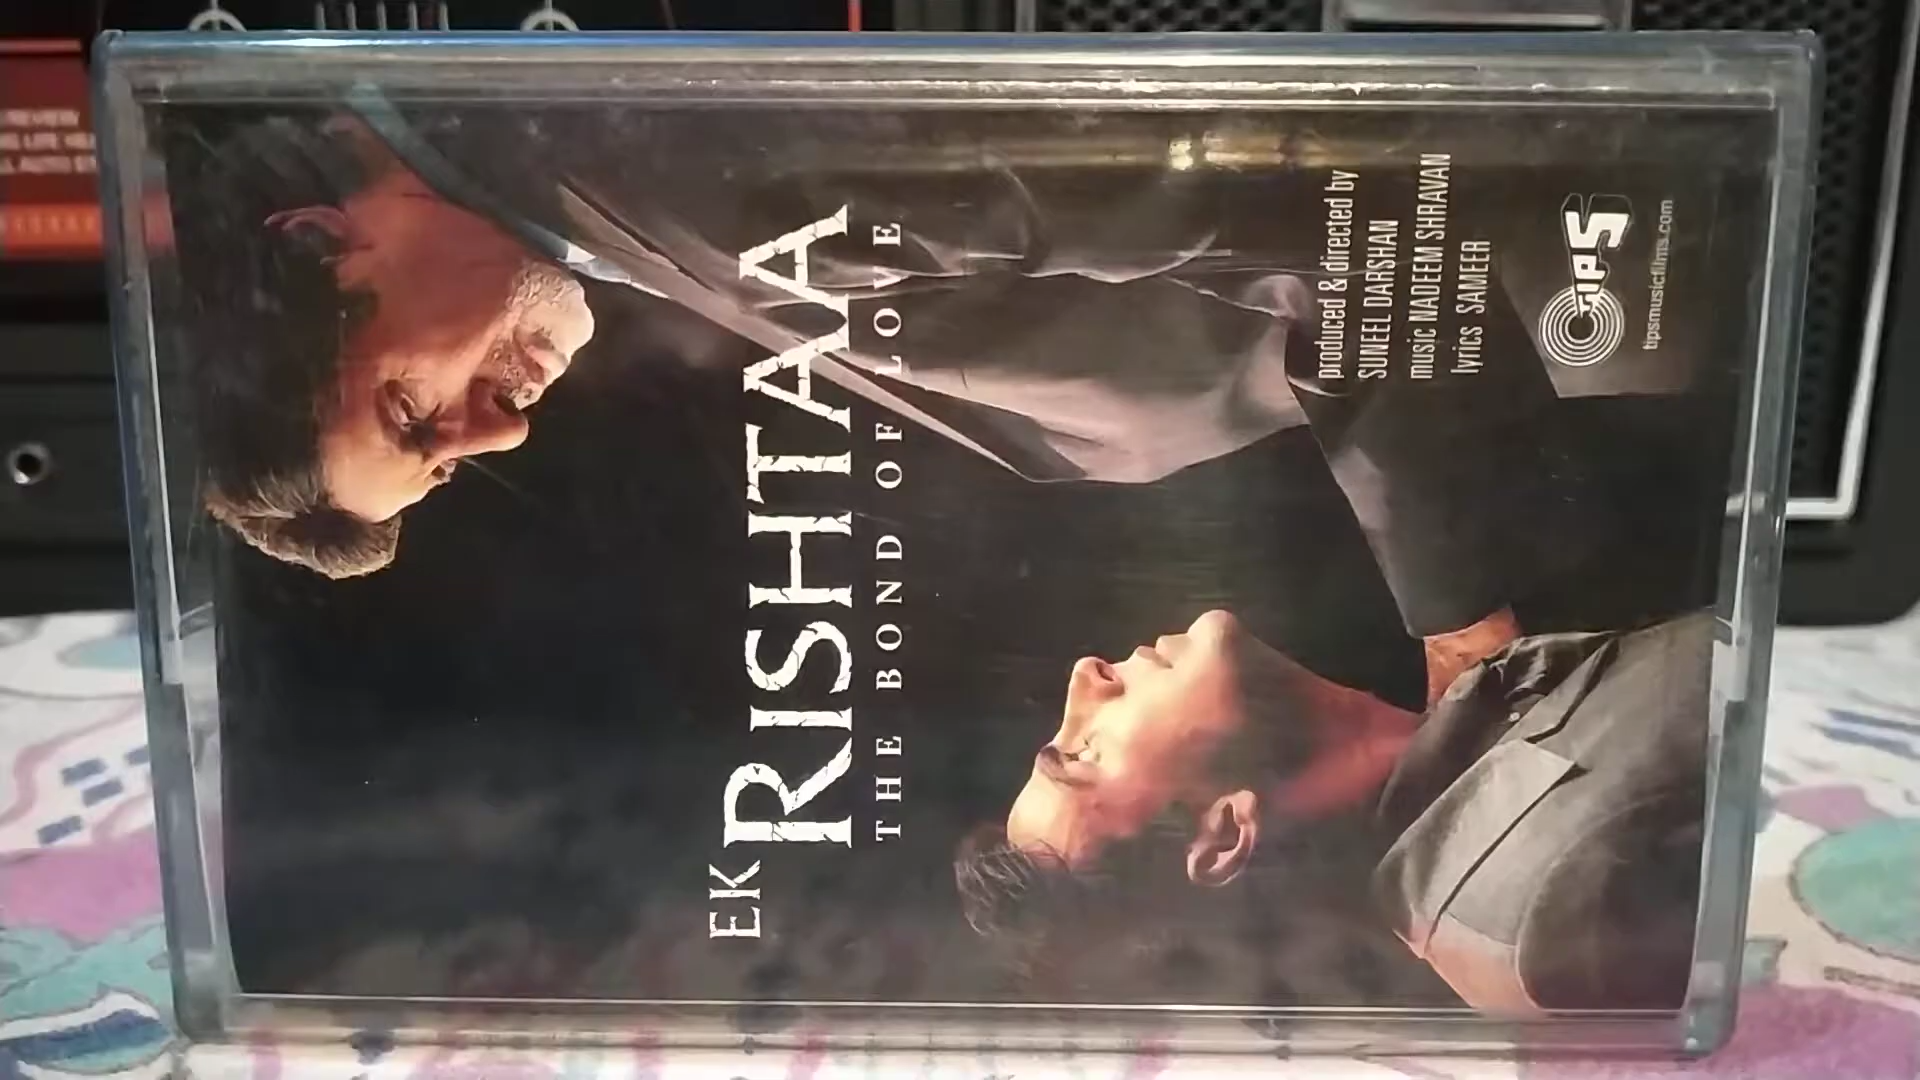 EK
RISHTAA
THE BOND OF LOVE
produced & directed by
SUNEEL DARSHAN
music NADEEM SHRAVAN
lyrics SAMEER
TIPS
tipsmusicfilms.com
REVIEW